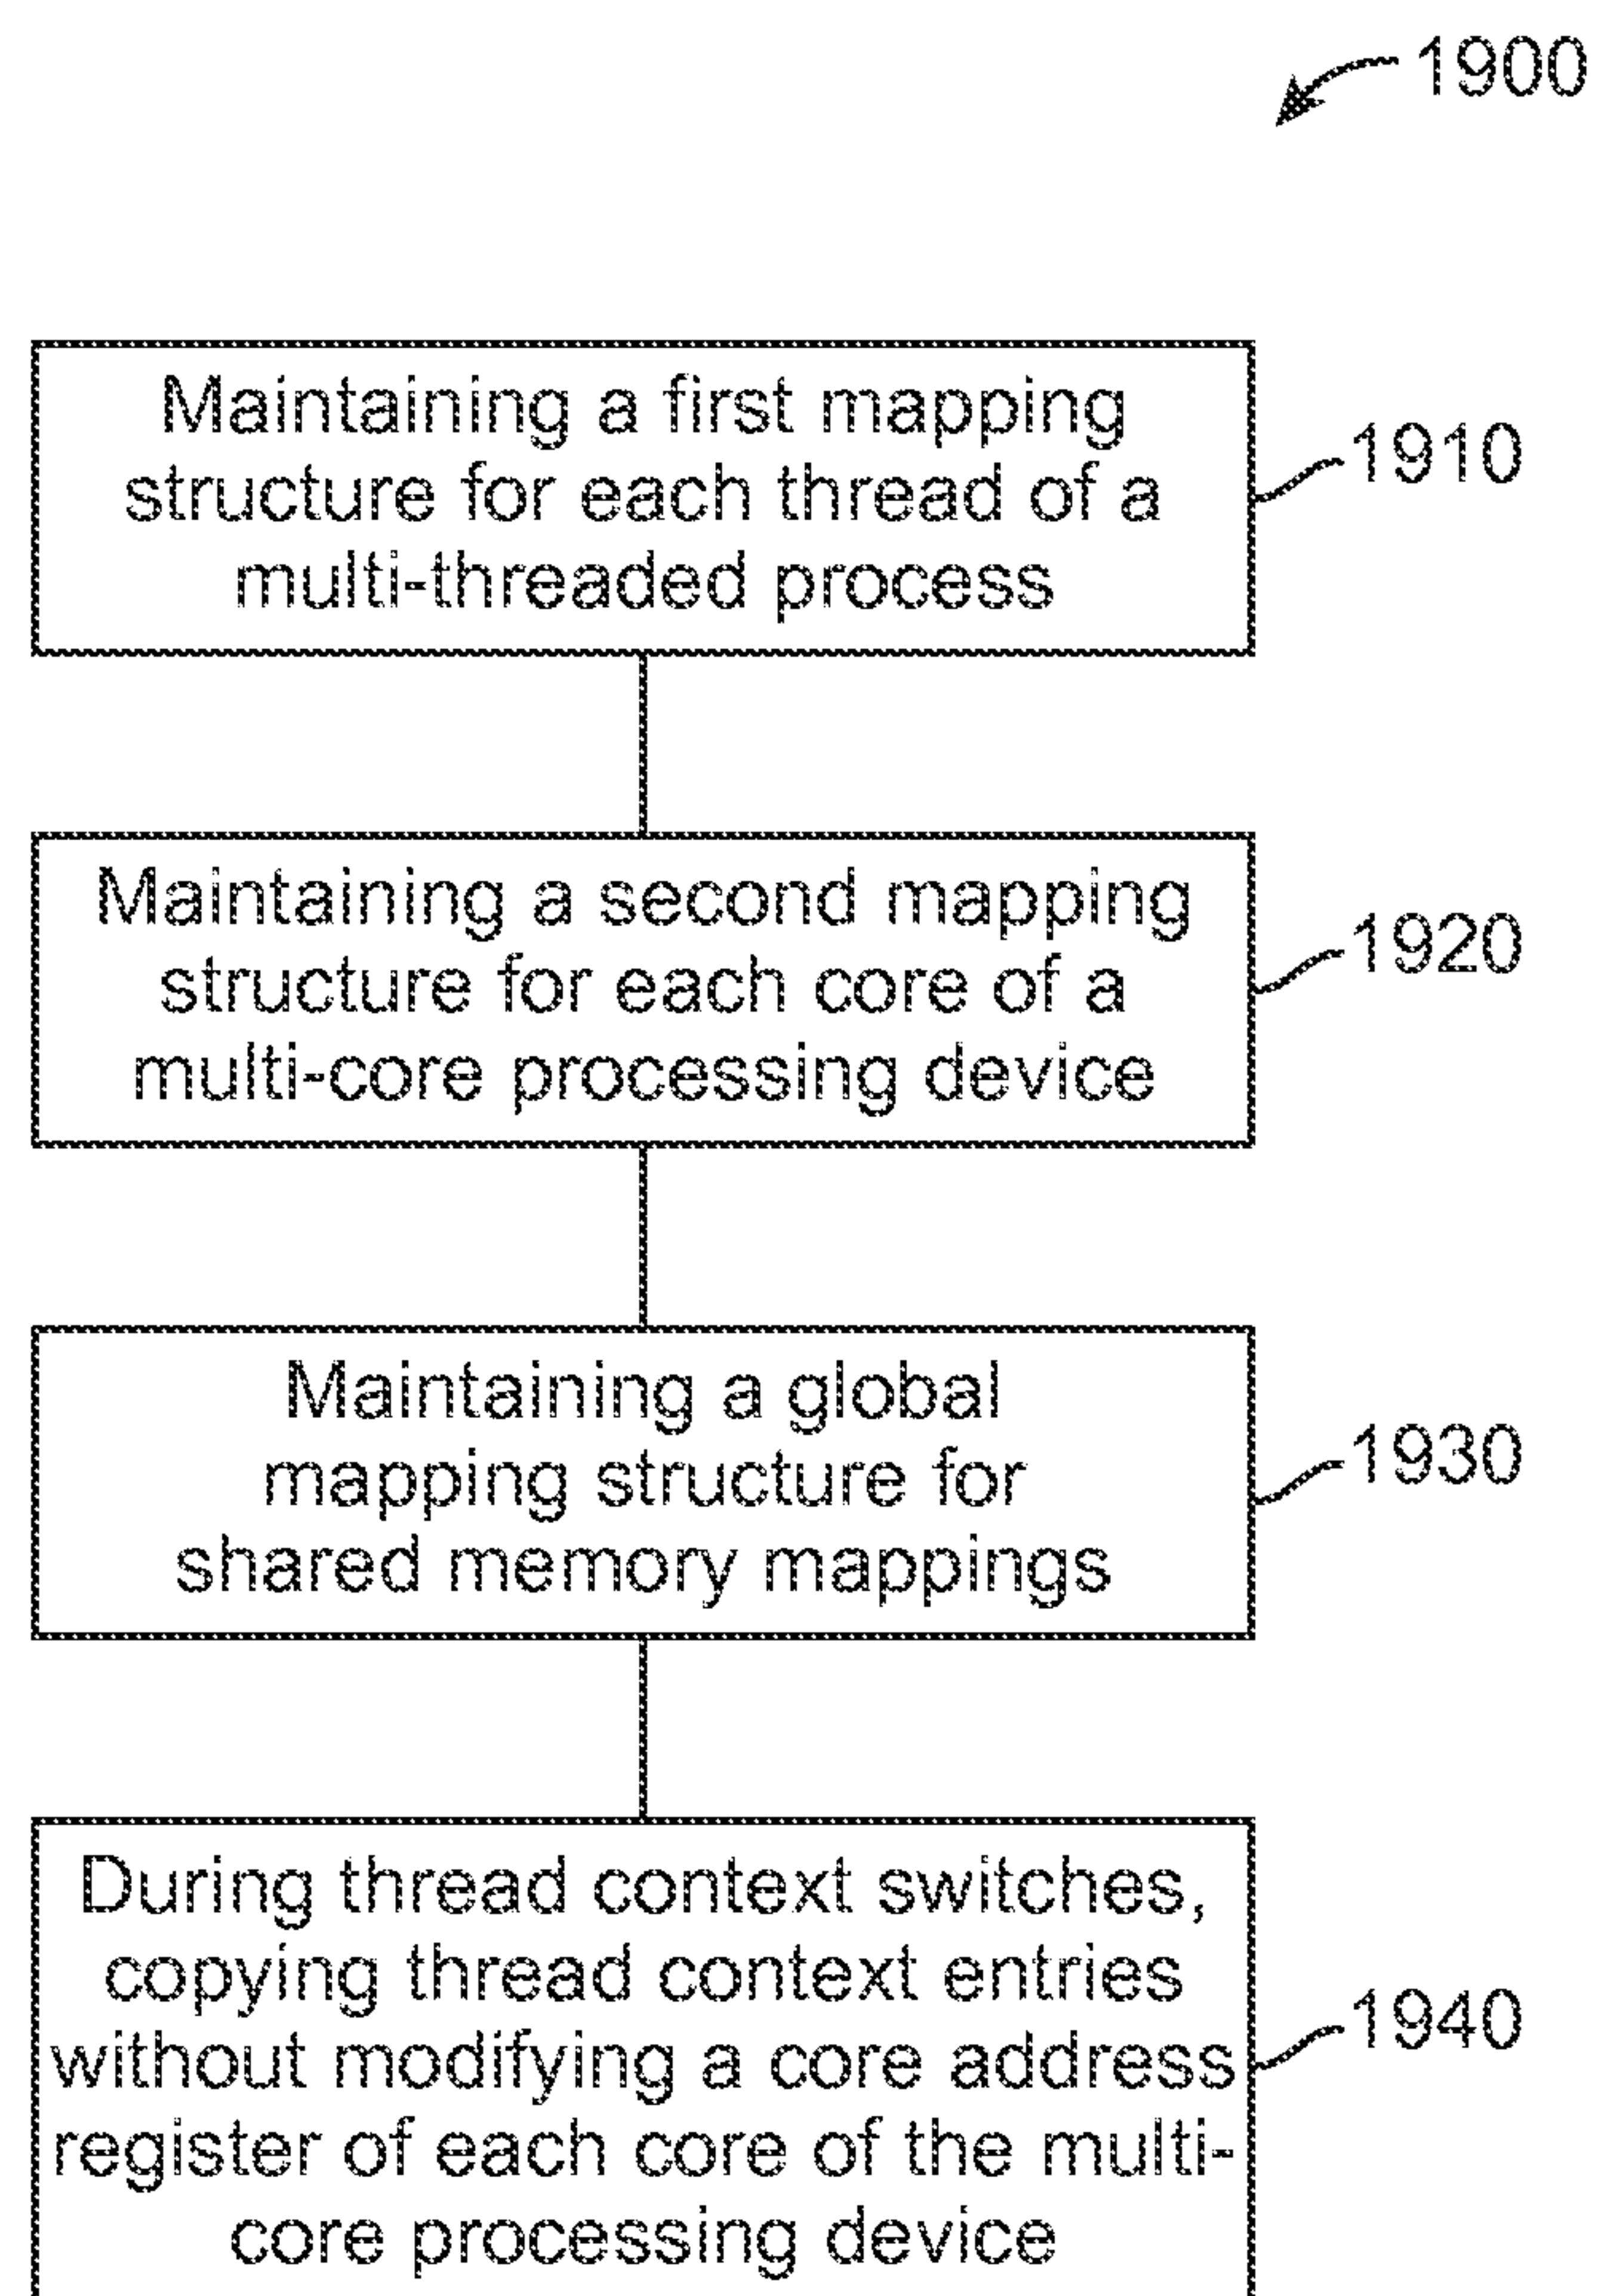 1900
Maintaining a first mapping
structure for each thread of a
multi-threaded process
1910
Maintaining a second mapping
structure for each core of a
multi-core processing device
1920
Maintaining a global
mapping structure for
shared memory mappings
1930
During thread context switches,
copying thread context entries
without modifying a core address
register of each core of the multi-
core processing device
1940